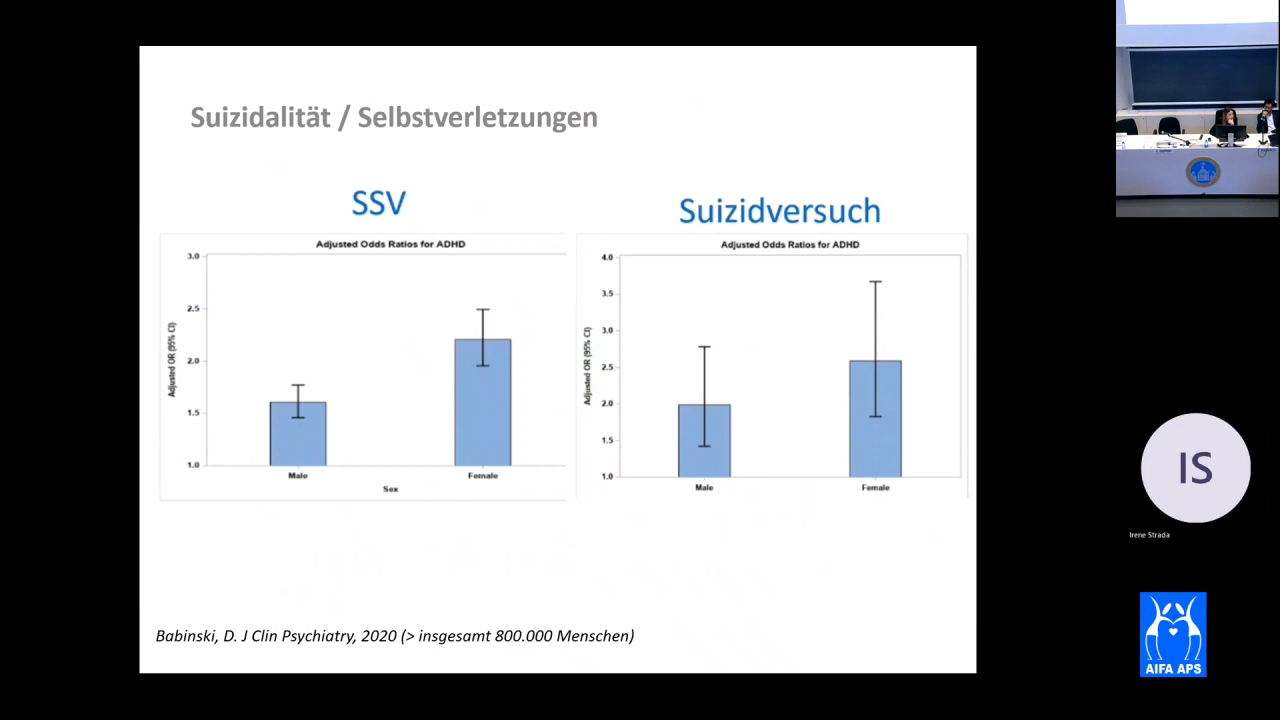 Suizidalität / Selbstverletzungen
SSV
Adjusted Odds Ratios for ADHD
Adjusted OR (95% CI)
3.0
2.5
2.0
1.5
1.0
Male
Female
Sex
Suizidversuch
Adjusted Odds Ratios for ADHD
Adjusted OR (95% CI)
4.0
3.5
3.0
2.5
2.0
1.5
1.0
Male
Female
Babinski, D. J Clin Psychiatry, 2020 (> insgesamt 800.000 Menschen)
IS
Irene Strada
AIFA APS